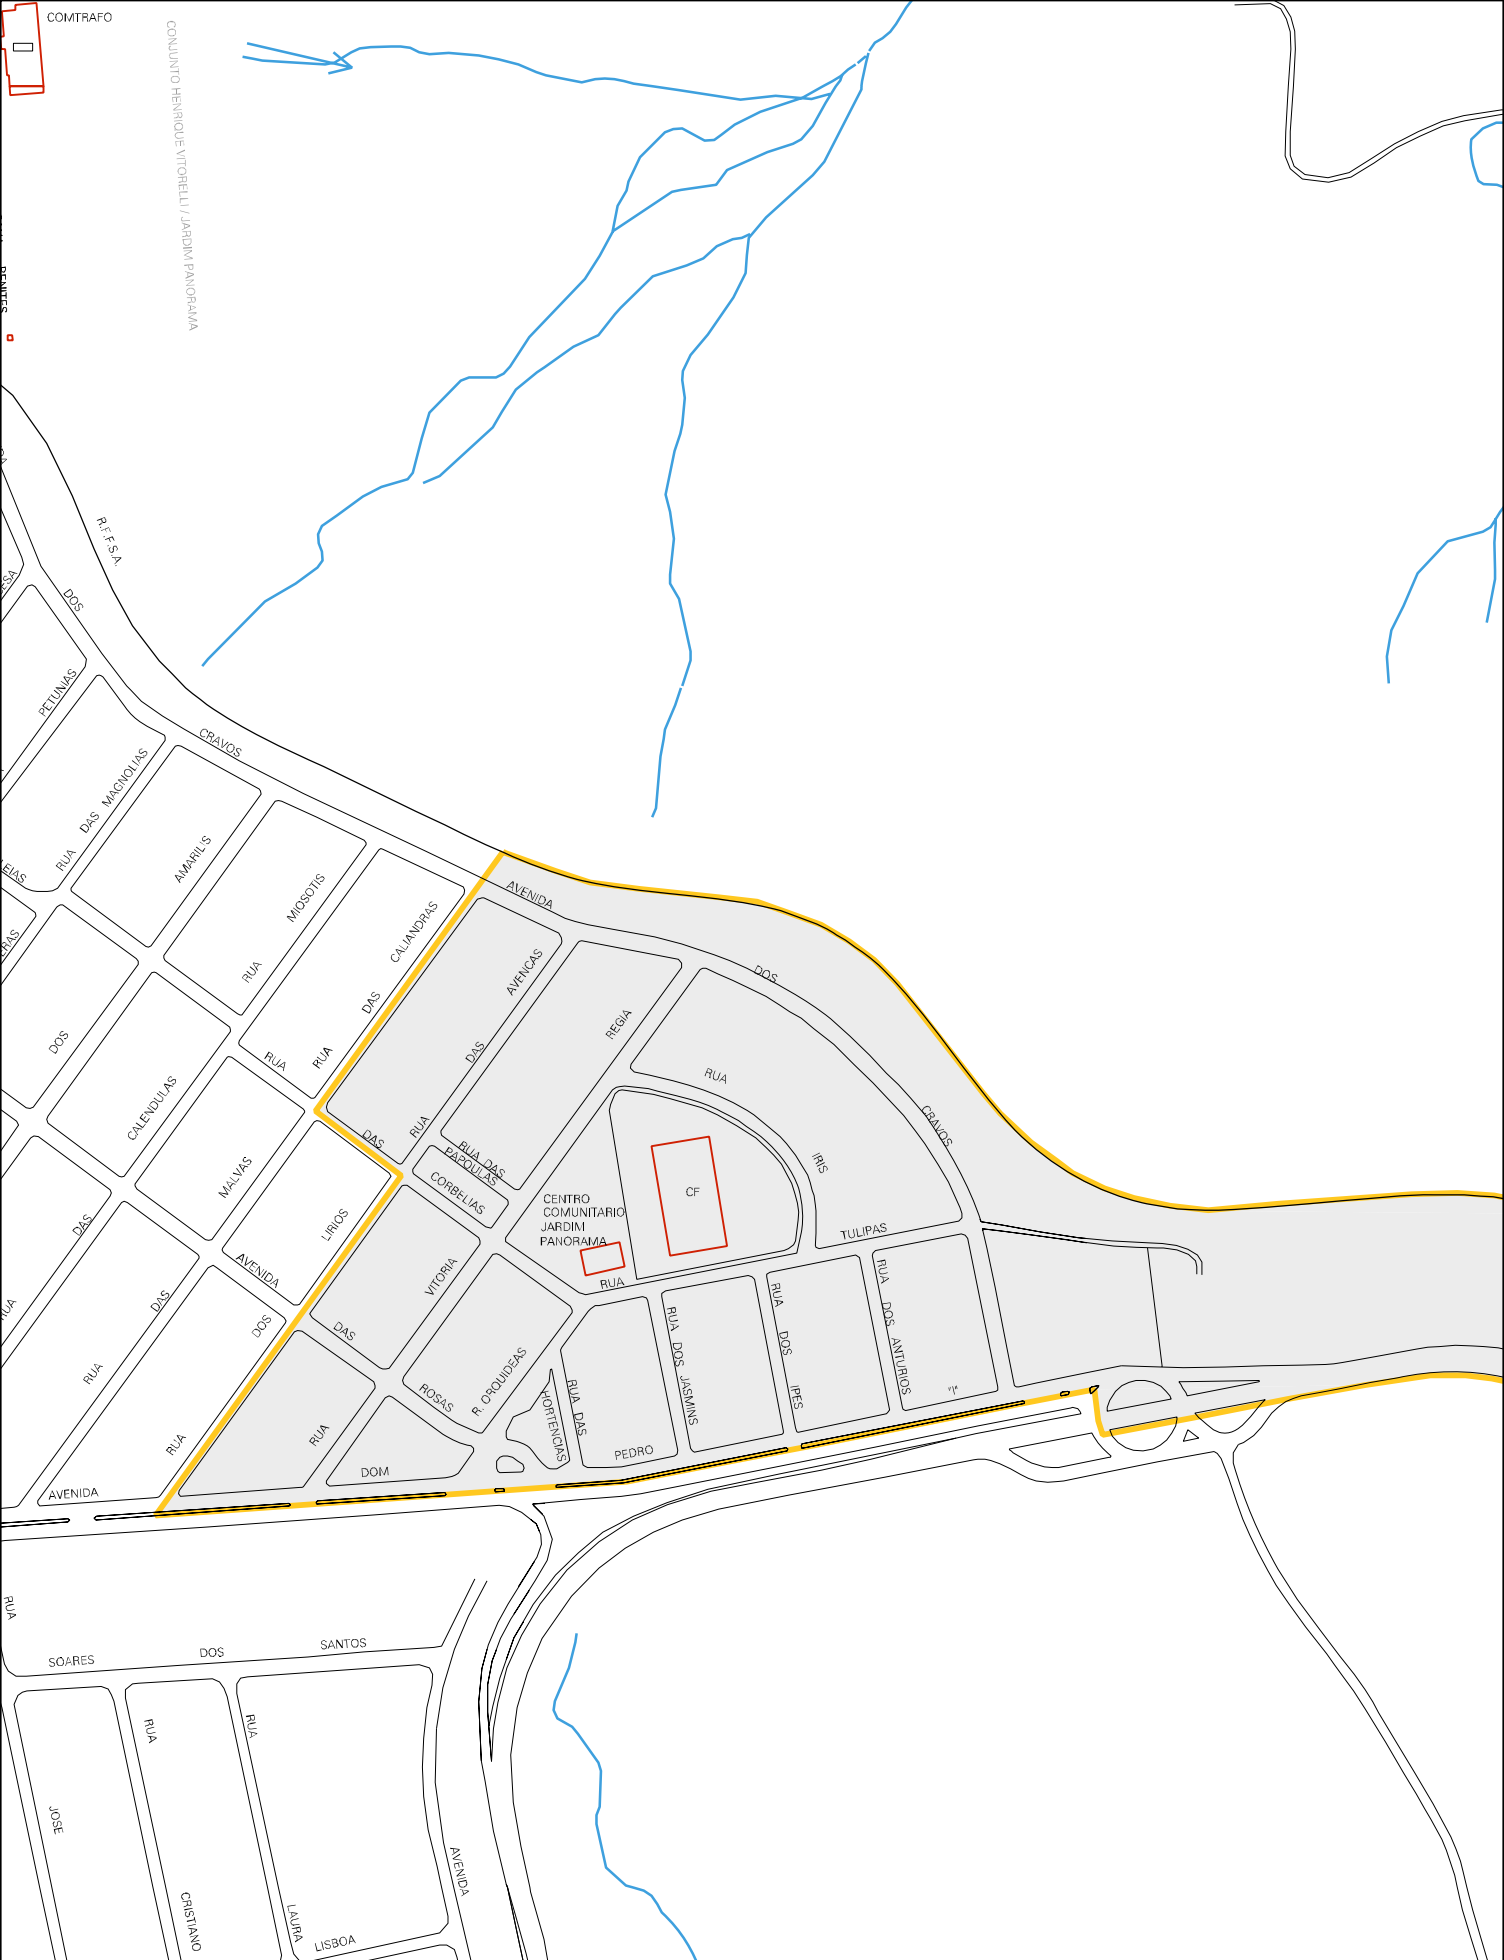 COMTRAFO
CONJUNTO HENRIQUE VITORELLI / JARDIM PANORAMA
BENITES
R.F.F.S.A.
DOS
PETUNIAS
CRAVOS
RUA DAS MAGNOLIAS
AMARILIS
RUA MIOSOTIS
RUA DAS CALIANDRAS
AVENIDA
DOS
CRAVOS
RUA DAS AVENCAS
REGIA
RUA
IRIS
DOS
CALENDULAS
RUA
DAS
RUA DAS
PAPOULAS
CORBELIAS
CENTRO
COMUNITARIO
JARDIM
PANORAMA
CF
MALVAS
LIRIOS
DAS
AVENIDA
VITORIA
RUA
TULIPAS
DAS
DOS
DAS
RUA
RUA
RUA
ROSAS
R. ORQUIDEAS
HORTENCIAS
RUA DAS
RUA DOS JASMINS
RUA DOS IPES
RUA DOS ANTURIOS
"I"
AVENIDA
DOM
PEDRO
RUA
SOARES
DOS
SANTOS
RUA
RUA
JOSE
CRISTIANO
LAURA
AVENIDA
LISBOA